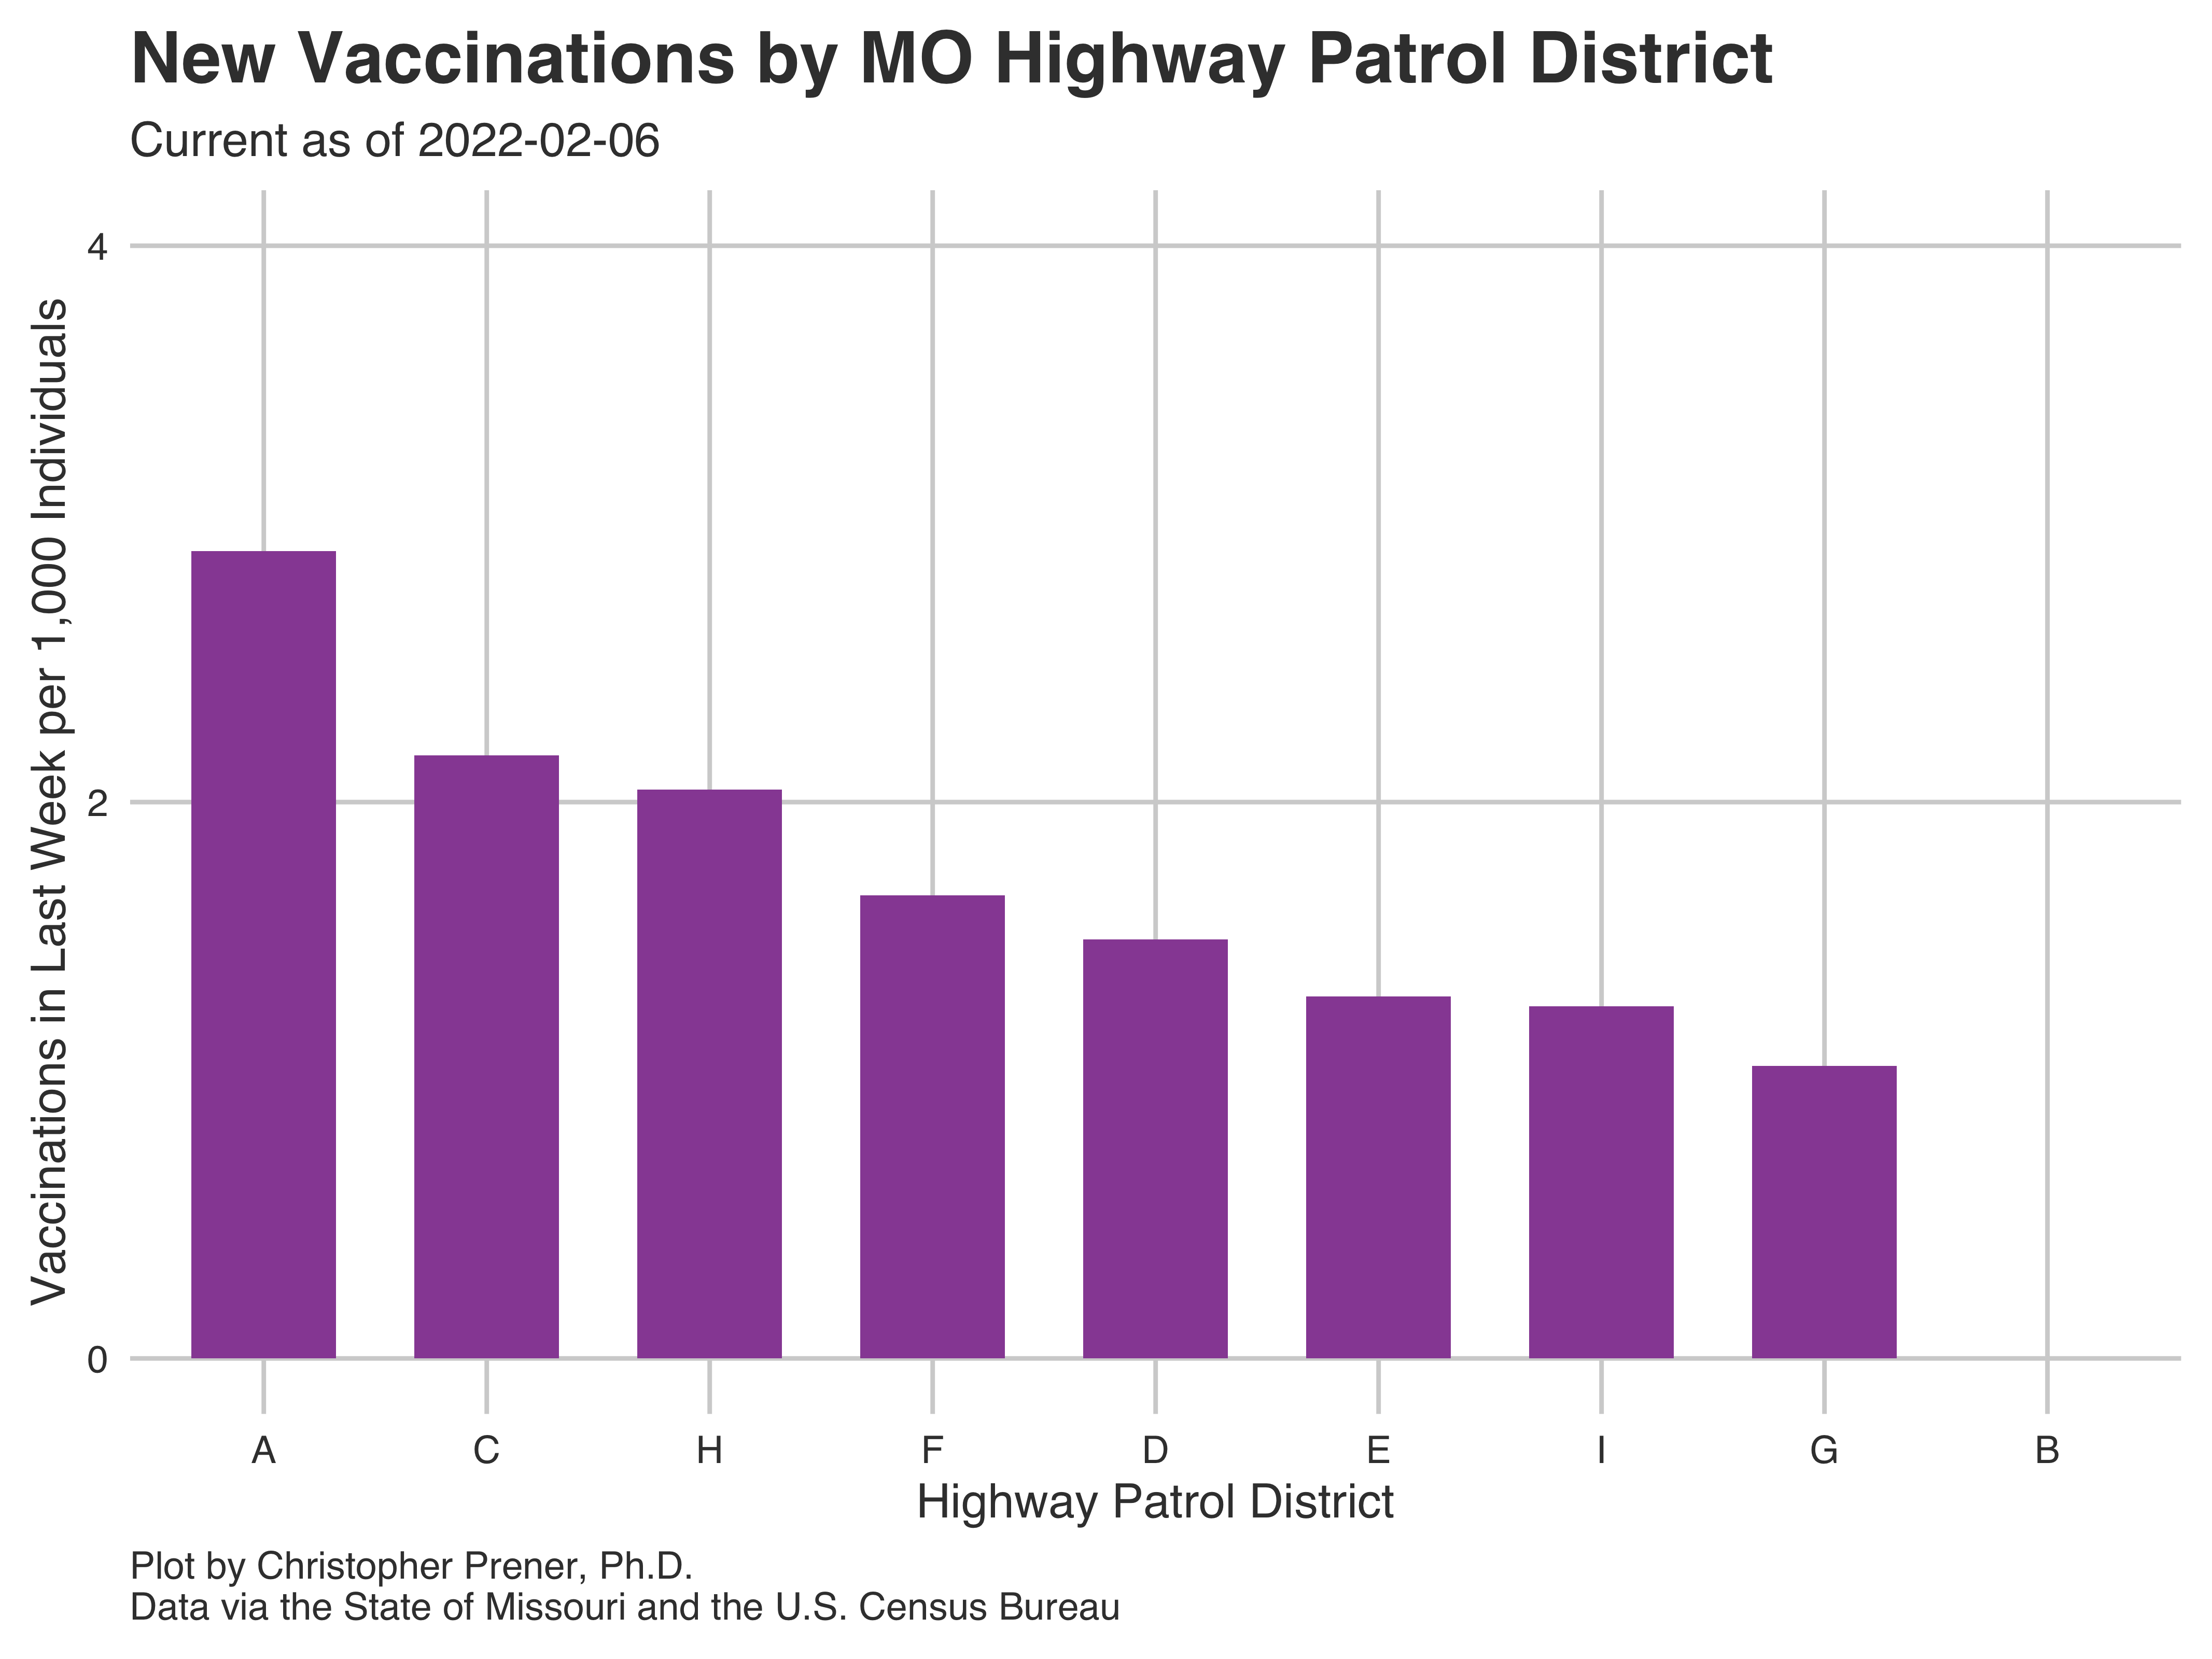 New Vaccinations by MO Highway Patrol District
Current as of 2022-02-06
Vaccinations in Last Week per 1,000 Individuals
4
2
0
A C H F D E I G B
Highway Patrol District
Plot by Christopher Prener, Ph.D.
Data via the State of Missouri and the U.S. Census Bureau